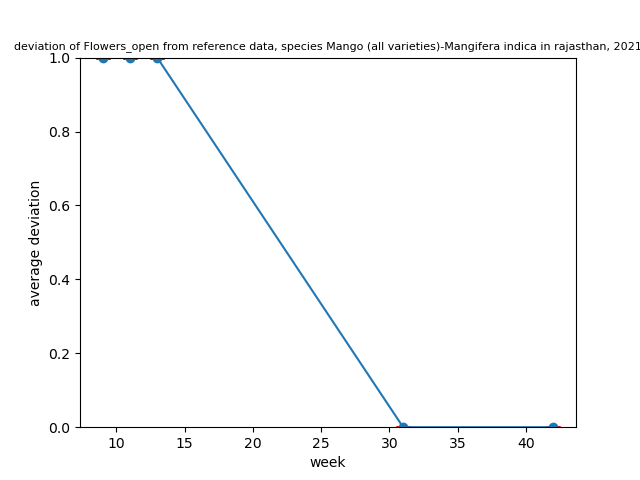 deviation of Flowers_open from reference data, species Mango (all varieties)-Mangifera indica in rajasthan, 2021
1.0
0.8
0.6
0.4
0.2
0.0
average deviation
10 15 20 25 30 35 40
week